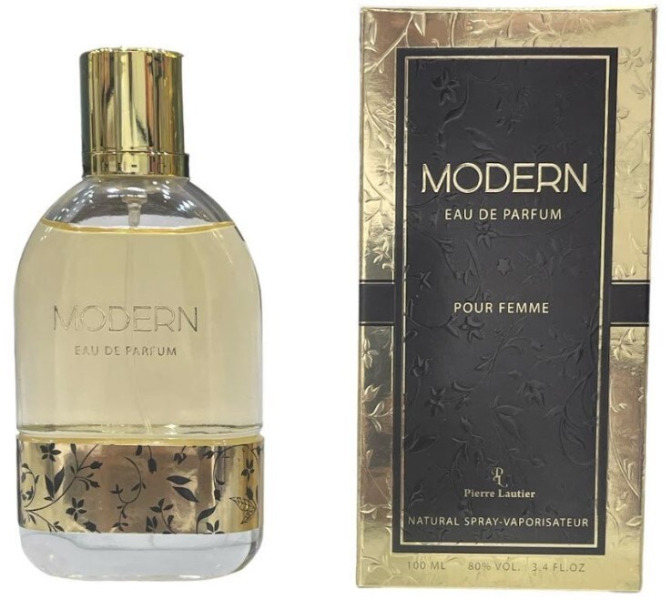 MODERN
EAU DE PARFUM
MODERN
EAU DE PARFUM
POUR FEMME
PL
Pierre Lautier
NATURAL SPRAY-VAPORISATEUR
100 ML 80% VOL. 3.4 FL.OZ